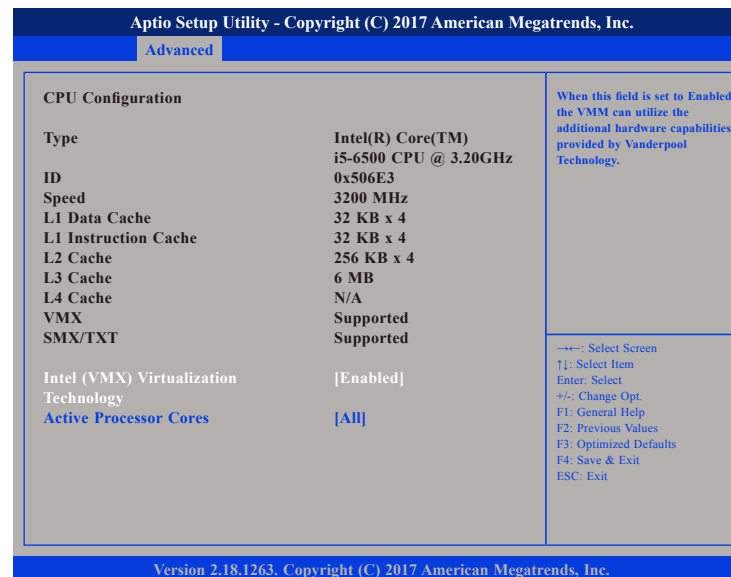 Aptio Setup Utility - Copyright (C) 2017 American Megatrends, Inc.
Advanced
CPU Configuration
Type Intel(R) Core(TM)
i5-6500 CPU @ 3.20GHz
ID 0x506E3
Speed 3200 MHz
L1 Data Cache 32 KB x 4
L1 Instruction Cache 32 KB x 4
L2 Cache 256 KB x 4
L3 Cache 6 MB
L4 Cache N/A
VMX Supported
SMX/TXT Supported
Intel (VMX) Virtualization [Enabled]
Technology
Active Processor Cores [All]
When this field is set to Enabled
the VMM can utilize the
additional hardware capabilities
provided by Vanderpool
Technology.
→←: Select Screen
↑↓: Select Item
Enter: Select
+/-: Change Opt.
F1: General Help
F2: Previous Values
F3: Optimized Defaults
F4: Save & Exit
ESC: Exit
Version 2.18.1263. Copyright (C) 2017 American Megatrends, Inc.